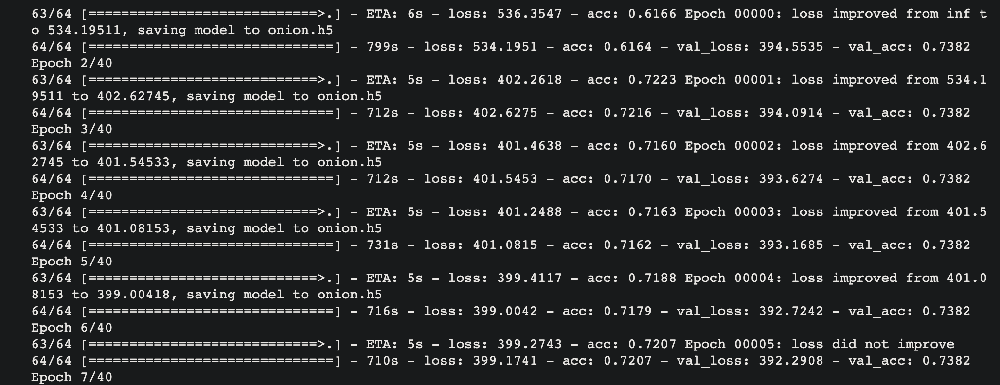 63/64 [============================>.] - ETA: 6s - loss: 536.3547 - acc: 0.6166 Epoch 00000: loss improved from inf t
o 534.19511, saving model to onion.h5
64/64 [==============================] - 799s - loss: 534.1951 - acc: 0.6164 - val_loss: 394.5535 - val_acc: 0.7382
Epoch 2/40
63/64 [============================>.] - ETA: 5s - loss: 402.2618 - acc: 0.7223 Epoch 00001: loss improved from 534.1
9511 to 402.62745, saving model to onion.h5
64/64 [==============================] - 712s - loss: 402.6275 - acc: 0.7216 - val_loss: 394.0914 - val_acc: 0.7382
Epoch 3/40
63/64 [============================>.] - ETA: 5s - loss: 401.4638 - acc: 0.7160 Epoch 00002: loss improved from 402.6
2745 to 401.54533, saving model to onion.h5
64/64 [==============================] - 712s - loss: 401.5453 - acc: 0.7170 - val_loss: 393.6274 - val_acc: 0.7382
Epoch 4/40
63/64 [============================>.] - ETA: 5s - loss: 401.2488 - acc: 0.7163 Epoch 00003: loss improved from 401.5
4533 to 401.08153, saving model to onion.h5
64/64 [==============================] - 731s - loss: 401.0815 - acc: 0.7162 - val_loss: 393.1685 - val_acc: 0.7382
Epoch 5/40
63/64 [============================>.] - ETA: 5s - loss: 399.4117 - acc: 0.7188 Epoch 00004: loss improved from 401.0
8153 to 399.00418, saving model to onion.h5
64/64 [==============================] - 716s - loss: 399.0042 - acc: 0.7179 - val_loss: 392.7242 - val_acc: 0.7382
Epoch 6/40
63/64 [============================>.] - ETA: 5s - loss: 399.2743 - acc: 0.7207 Epoch 00005: loss did not improve
64/64 [==============================] - 710s - loss: 399.1741 - acc: 0.7207 - val_loss: 392.2908 - val_acc: 0.7382
Epoch 7/40